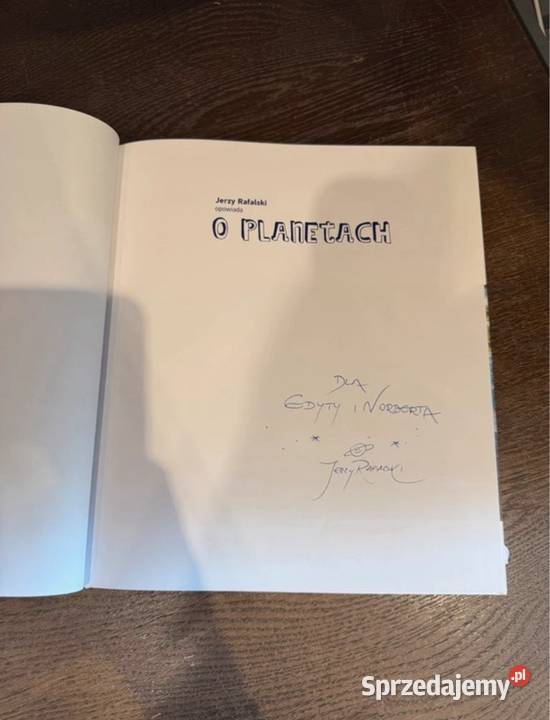 Jerzy Rafalski
opowiada
O PLANETACH
DLA
EDYTY I NORBERTA
Jerzy Rafalski
Sprzedajemy.pl